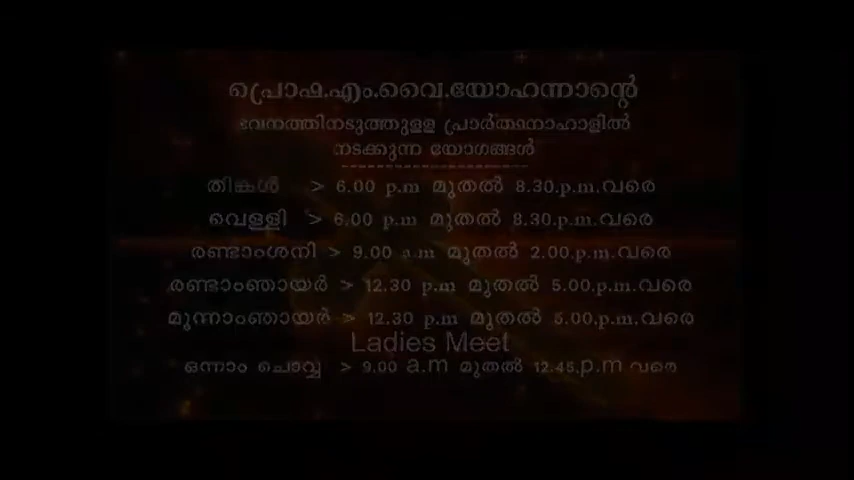 പ്രൊഫ.എം.വൈ.യോഹന്നാന്റെ
ഭവനത്തിനടുത്തുളള പ്രാർത്ഥനാഹാളിൽ
നടക്കുന്ന യോഗങ്ങൾ
തിങ്കൾ > 6.00 p.m മുതൽ 8.30.p.m.വരെ
വെള്ളി > 6.00 p.m മുതൽ 8.30.p.m.വരെ
രണ്ടാംശനി > 9.00 a.m മുതൽ 2.00.p.m.വരെ
രണ്ടാംഞായർ > 12.30 p.m മുതൽ 5.00.p.m.വരെ
മൂന്നാംഞായർ > 12.30 p.m മുതൽ 5.00.p.m.വരെ
Ladies Meet
ഒന്നാം ചൊവ്വ > 9.00 a.m മുതൽ 12.45.p.m വരെ